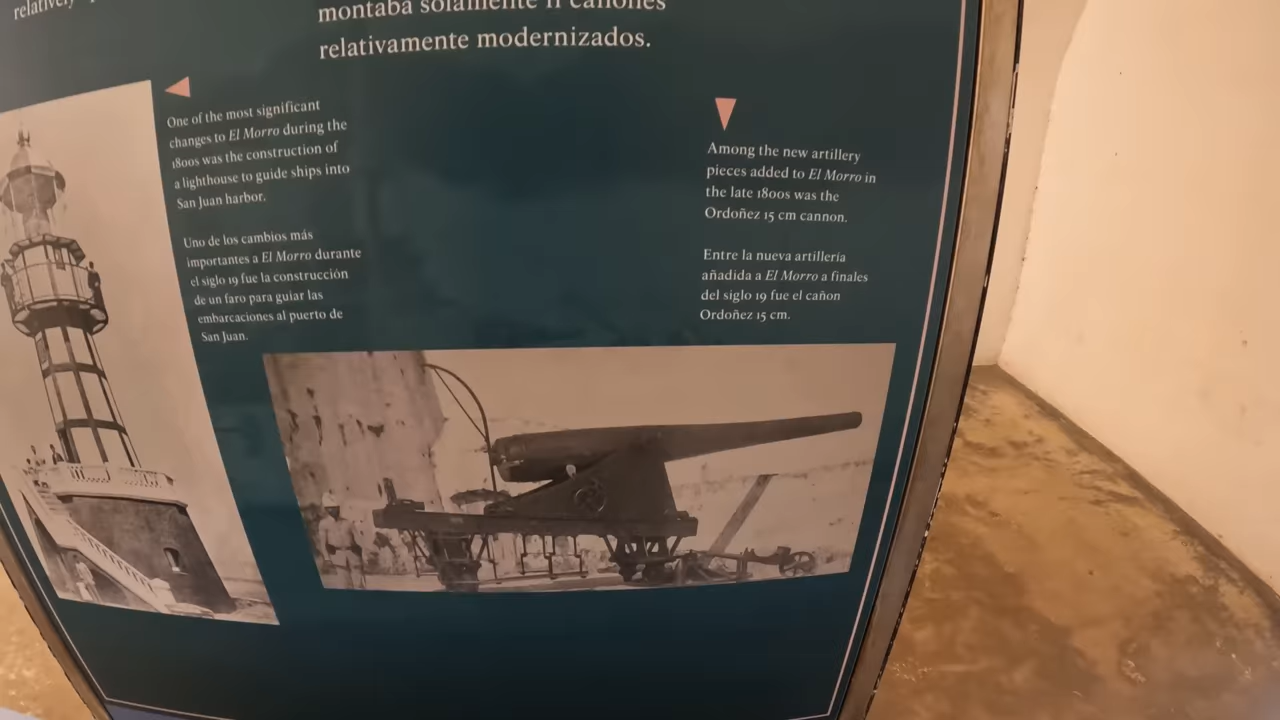 relatively
montaba solamente 11 cañones
relativamente modernizados.
One of the most significant
changes to El Morro during the
1800s was the construction of
a lighthouse to guide ships into
San Juan harbor.
Uno de los cambios más
importantes a El Morro durante
el siglo 19 fue la construcción
de un faro para guiar las
embarcaciones al puerto de
San Juan.
Among the new artillery
pieces added to El Morro in
the late 1800s was the
Ordoñez 15 cm cannon.
Entre la nueva artillería
añadida a El Morro a finales
del siglo 19 fue el cañon
Ordoñez 15 cm.